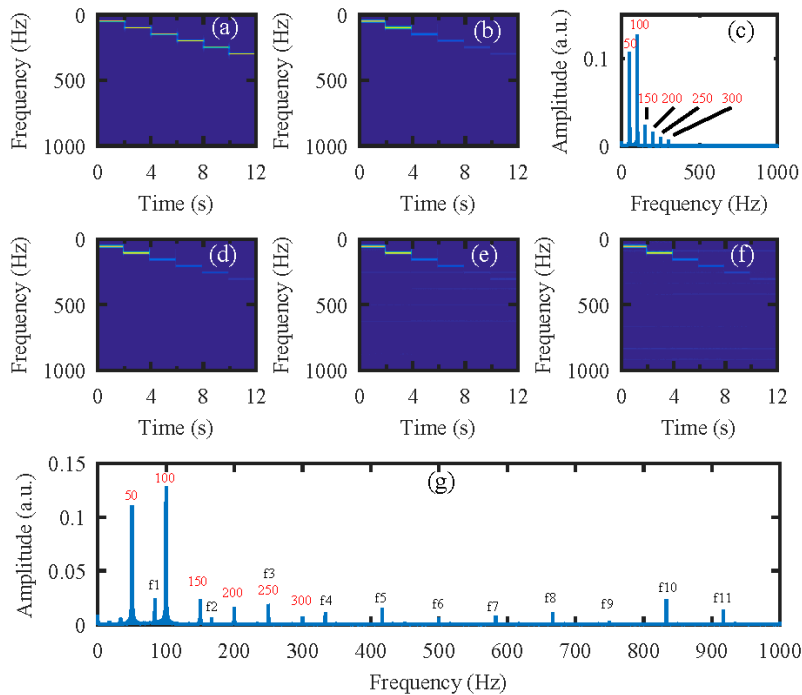 0
500
1000
Frequency (Hz)
(a)
0 4 8 12
Time (s)
0
500
1000
Frequency (Hz)
(b)
0 4 8 12
Time (s)
0.1
0
Amplitude (a.u.)
(c)
50
100
150 200 250 300
0 500 1000
Frequency (Hz)
0
500
1000
Frequency (Hz)
(d)
0 4 8 12
Time (s)
0
500
1000
Frequency (Hz)
(e)
0 4 8 12
Time (s)
0
500
1000
Frequency (Hz)
(f)
0 4 8 12
Time (s)
0.15
0.1
0.05
0
Amplitude (a.u.)
(g)
50 f1 100 150 f2 200 f3 250 300 f4 f5 f6 f7 f8 f9 f10 f11
0 100 200 300 400 500 600 700 800 900 1000
Frequency (Hz)